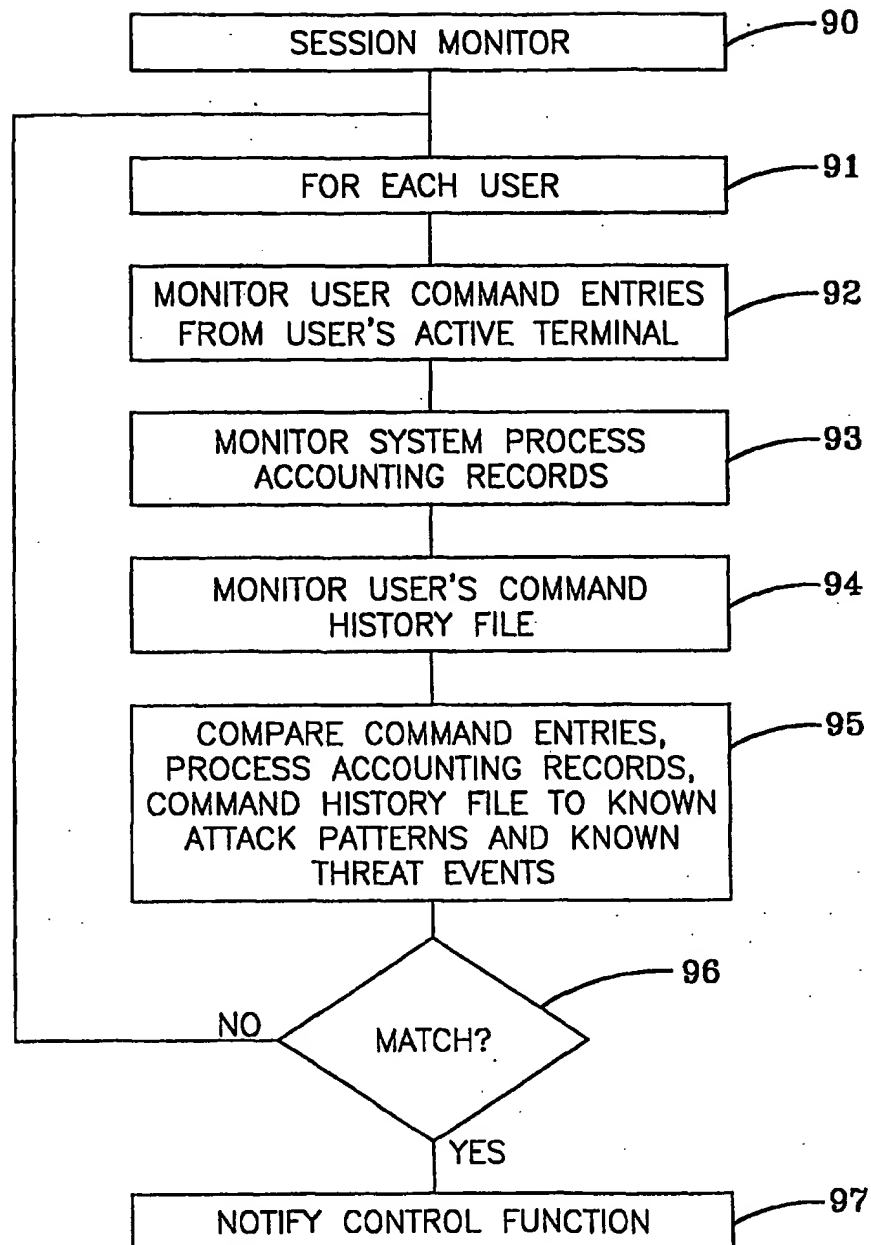 SESSION MONITOR
90
FOR EACH USER
91
MONITOR USER COMMAND ENTRIES
FROM USER'S ACTIVE TERMINAL
92
MONITOR SYSTEM PROCESS
ACCOUNTING RECORDS
93
MONITOR USER'S COMMAND
HISTORY FILE
94
COMPARE COMMAND ENTRIES,
PROCESS ACCOUNTING RECORDS,
COMMAND HISTORY FILE TO KNOWN
ATTACK PATTERNS AND KNOWN
THREAT EVENTS
95
MATCH?
96
NO
YES
NOTIFY CONTROL FUNCTION
97